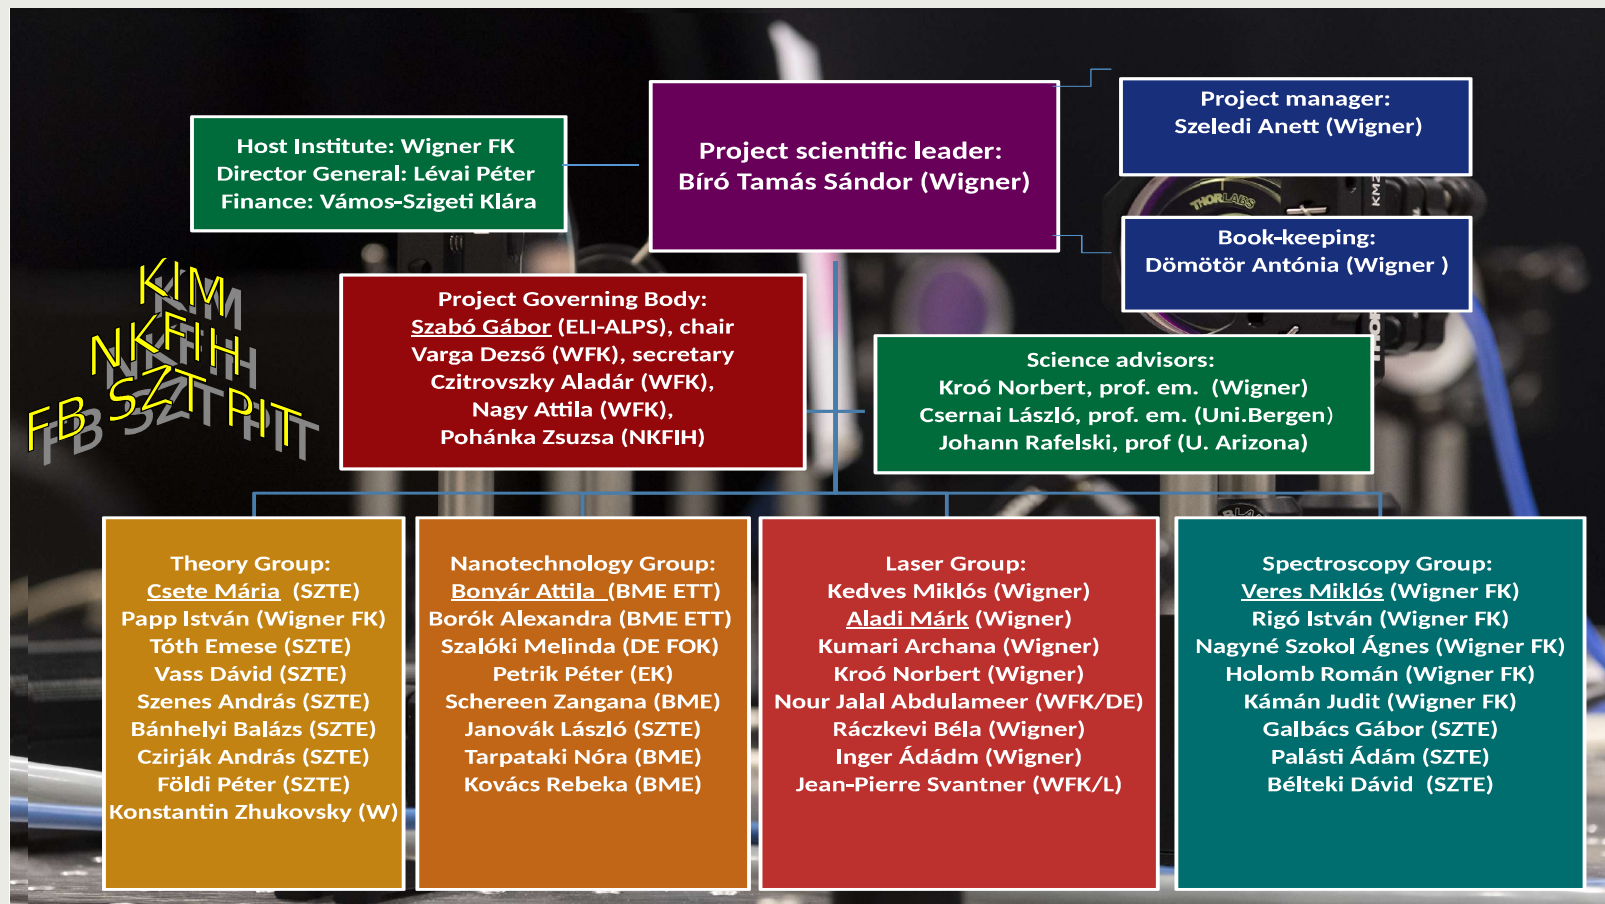 Project manager:
Szeledi Anett (Wigner)
Host Institute: Wigner FK
Director General: Lévai Péter
Finance: Vámos-Szigeti Klára
Project scientific leader:
Bíró Tamás Sándor (Wigner)
THORLABS
Book-keeping:
Dömötör Antónia (Wigner )
KIM
NKFIH
FB SZT PIT
Project Governing Body:
Szabó Gábor (ELI-ALPS), chair
Varga Dezső (WFK), secretary
Czitrovszky Aladár (WFK),
Nagy Attila (WFK),
Pohánka Zsuzsa (NKFIH)
Science advisors:
Kroó Norbert, prof. em. (Wigner)
Csernai László, prof. em. (Uni.Bergen)
Johann Rafelski, prof (U. Arizona)
Theory Group:
Csete Mária (SZTE)
Papp István (Wigner FK)
Tóth Emese (SZTE)
Vass Dávid (SZTE)
Szenes András (SZTE)
Bánhelyi Balázs (SZTE)
Czirják András (SZTE)
Földi Péter (SZTE)
Konstantin Zhukovsky (W)
Nanotechnology Group:
Bonyár Attila (BME ETT)
Borók Alexandra (BME ETT)
Szalóki Melinda (DE FOK)
Petrik Péter (EK)
Schereen Zangana (BME)
Janovák László (SZTE)
Tarpataki Nóra (BME)
Kovács Rebeka (BME)
Laser Group:
Kedves Miklós (Wigner)
Aladi Márk (Wigner)
Kumari Archana (Wigner)
Kroó Norbert (Wigner)
Nour Jalal Abdulameer (WFK/DE)
Ráczkevi Béla (Wigner)
Inger Ádádm (Wigner)
Jean-Pierre Svantner (WFK/L)
Spectroscopy Group:
Veres Miklós (Wigner FK)
Rigó István (Wigner FK)
Nagyné Szokol Ágnes (Wigner FK)
Holomb Román (Wigner FK)
Kámán Judit (Wigner FK)
Galbács Gábor (SZTE)
Palásti Ádám (SZTE)
Bélteki Dávid (SZTE)